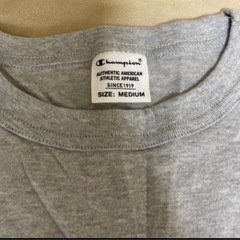 Champion
AUTHENTIC AMERICAN
ATHLETIC APPAREL
SINCE 1919
SIZE: MEDIUM